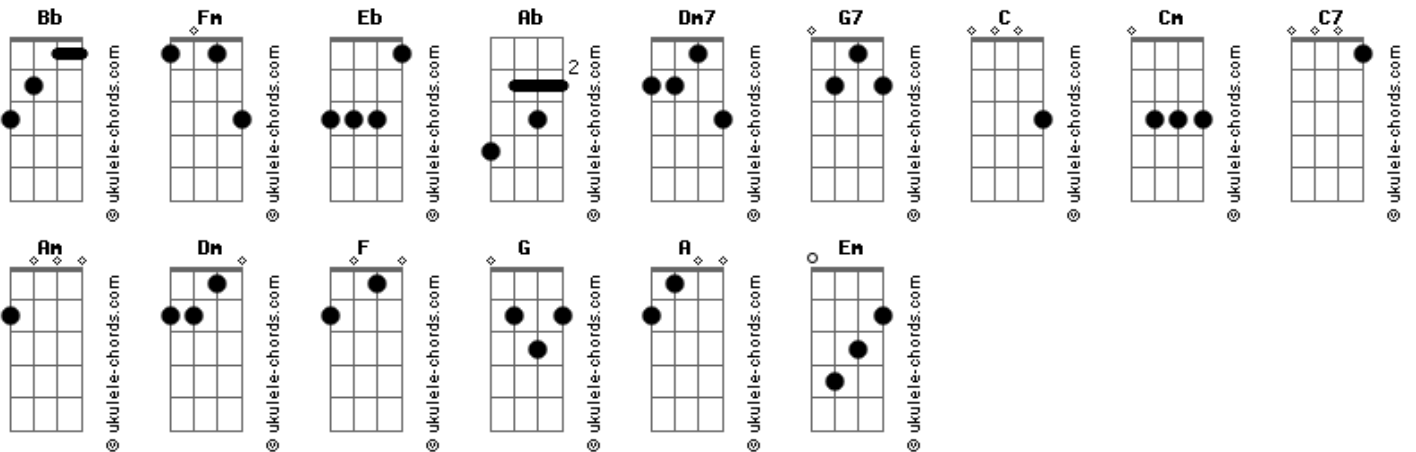 Bb Fm Eb Ab Dm7 G7 C Cm C7
2
© ukulele-chords.com © ukulele-chords.com © ukulele-chords.com © ukulele-chords.com © ukulele-chords.com © ukulele-chords.com © ukulele-chords.com © ukulele-chords.com © ukulele-chords.com
Am Dm F G A Em
© ukulele-chords.com © ukulele-chords.com © ukulele-chords.com © ukulele-chords.com © ukulele-chords.com © ukulele-chords.com